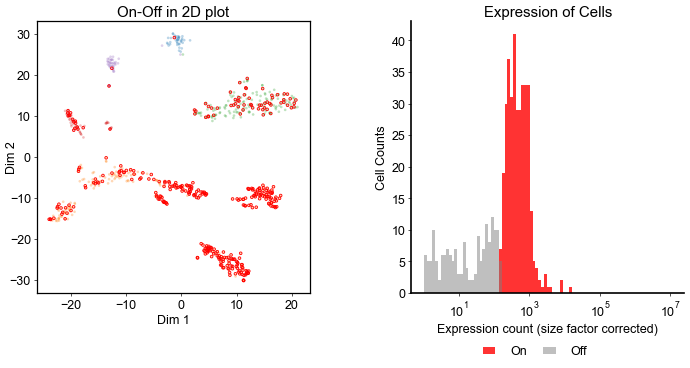 On-Off in 2D plot
30
20
10
0
−10
−20
−30
Dim 2
−20 −10 0 10 20
Dim 1
Expression of Cells
40
35
30
25
20
15
10
5
0
Cell Counts
10^1 10^3 10^5 10^7
Expression count (size factor corrected)
On Off